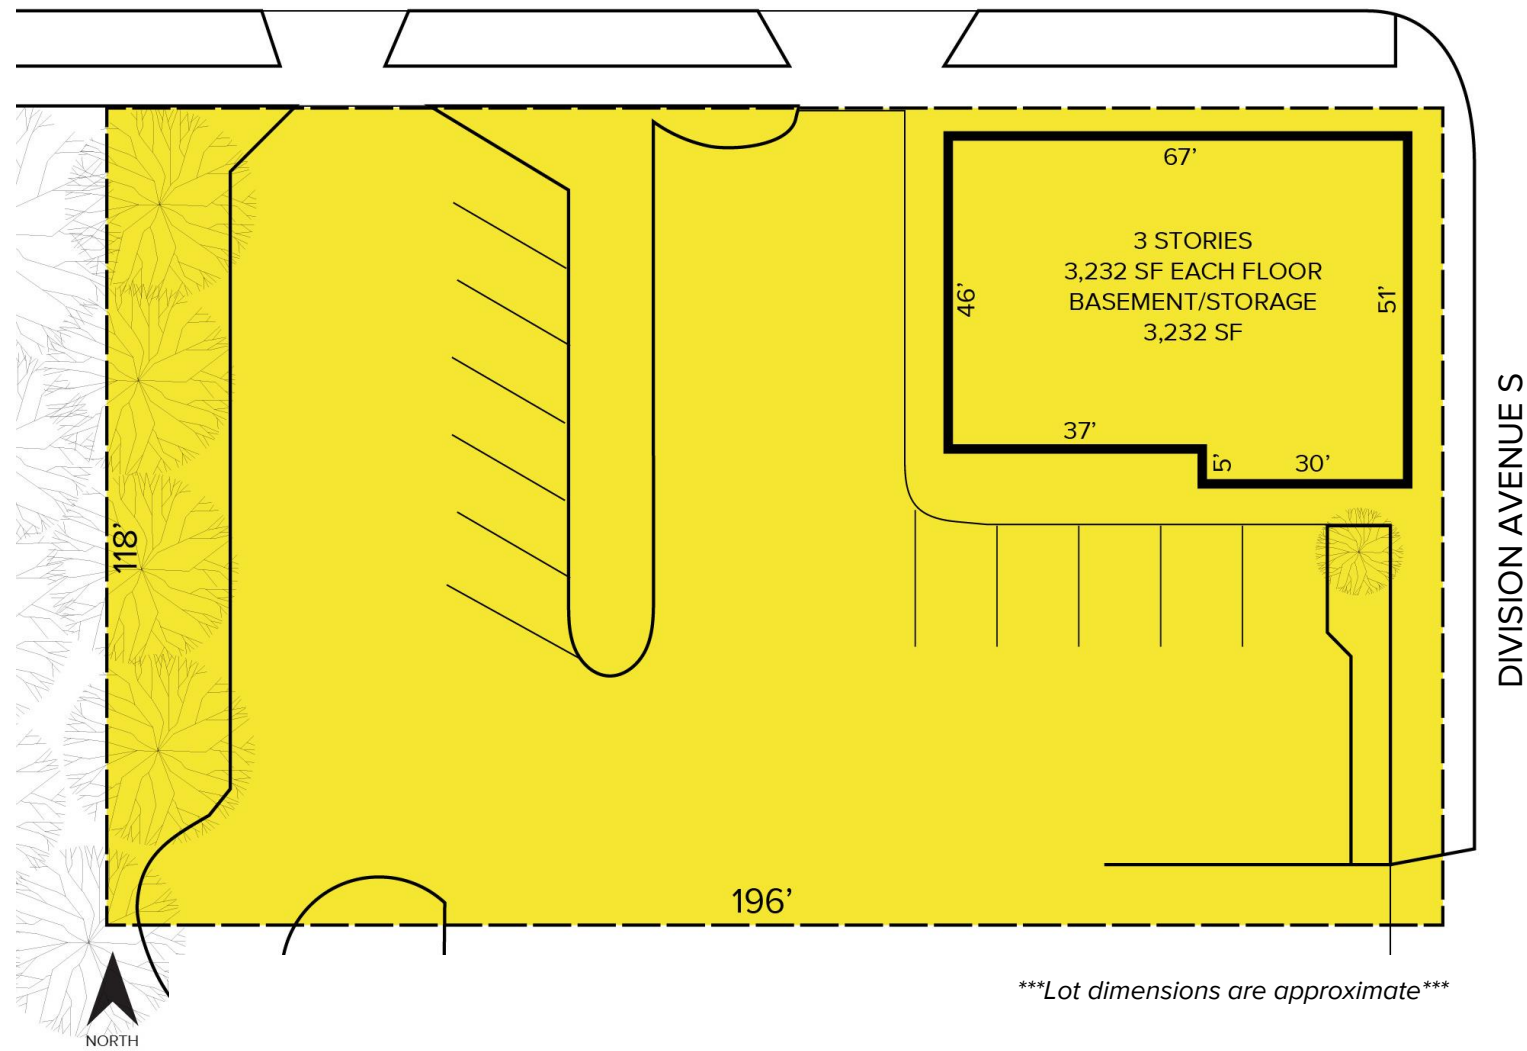 67’
3 STORIES
3,232 SF EACH FLOOR
BASEMENT/STORAGE
3,232 SF
46’
51’
37’
5’
30’
118’
DIVISION AVENUE S
196’
***Lot dimensions are approximate***
NORTH